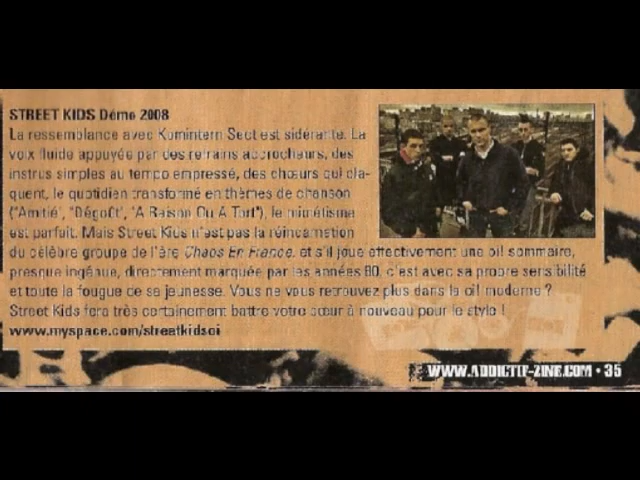 STREET KIDS Démo 2008
La ressemblance avec Komintern Sect est sidérante. La
voix fluide appuyée par des refrains accrocheurs, des
instrus simples au tempo empressé, des chœurs qui cla-
quent, le quotidien transformé en thèmes de chanson
("Amitié", "Dégoût", "A Raison Ou A Tort"), le mimétisme
est parfait. Mais Street Kids n'est pas la réincarnation
du célèbre groupe de l'ère Chaos En France, et s'il joue effectivement une oi! sommaire,
presque ingénue, directement marquée par les années 80, c'est avec sa propre sensibilité
et toute la fougue de sa jeunesse. Vous ne vous retrouvez plus dans la oi! moderne ?
Street Kids fera très certainement battre votre cœur à nouveau pour le style !
www.myspace.com/streetkidsoi
WWW.ADDICTIF-ZINE.COM • 35